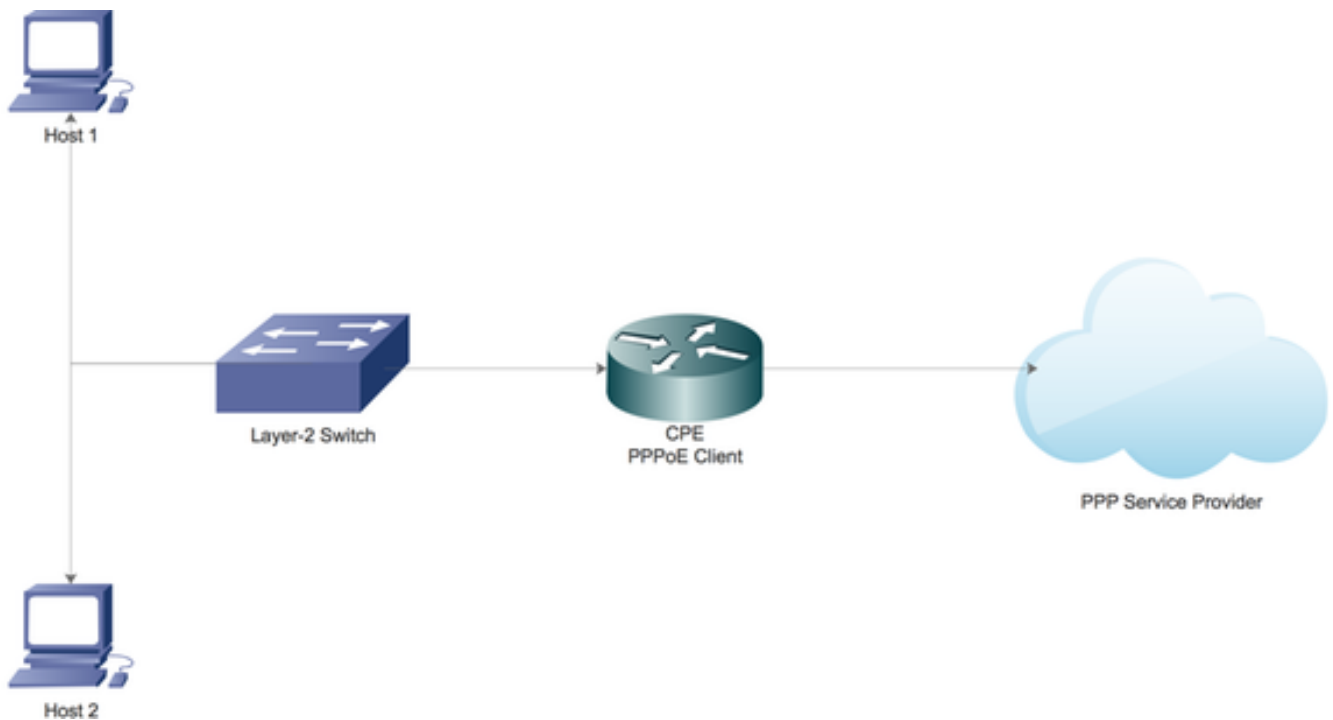 Host 1
Layer-2 Switch
CPE
PPPoE Client
PPP Service Provider
Host 2